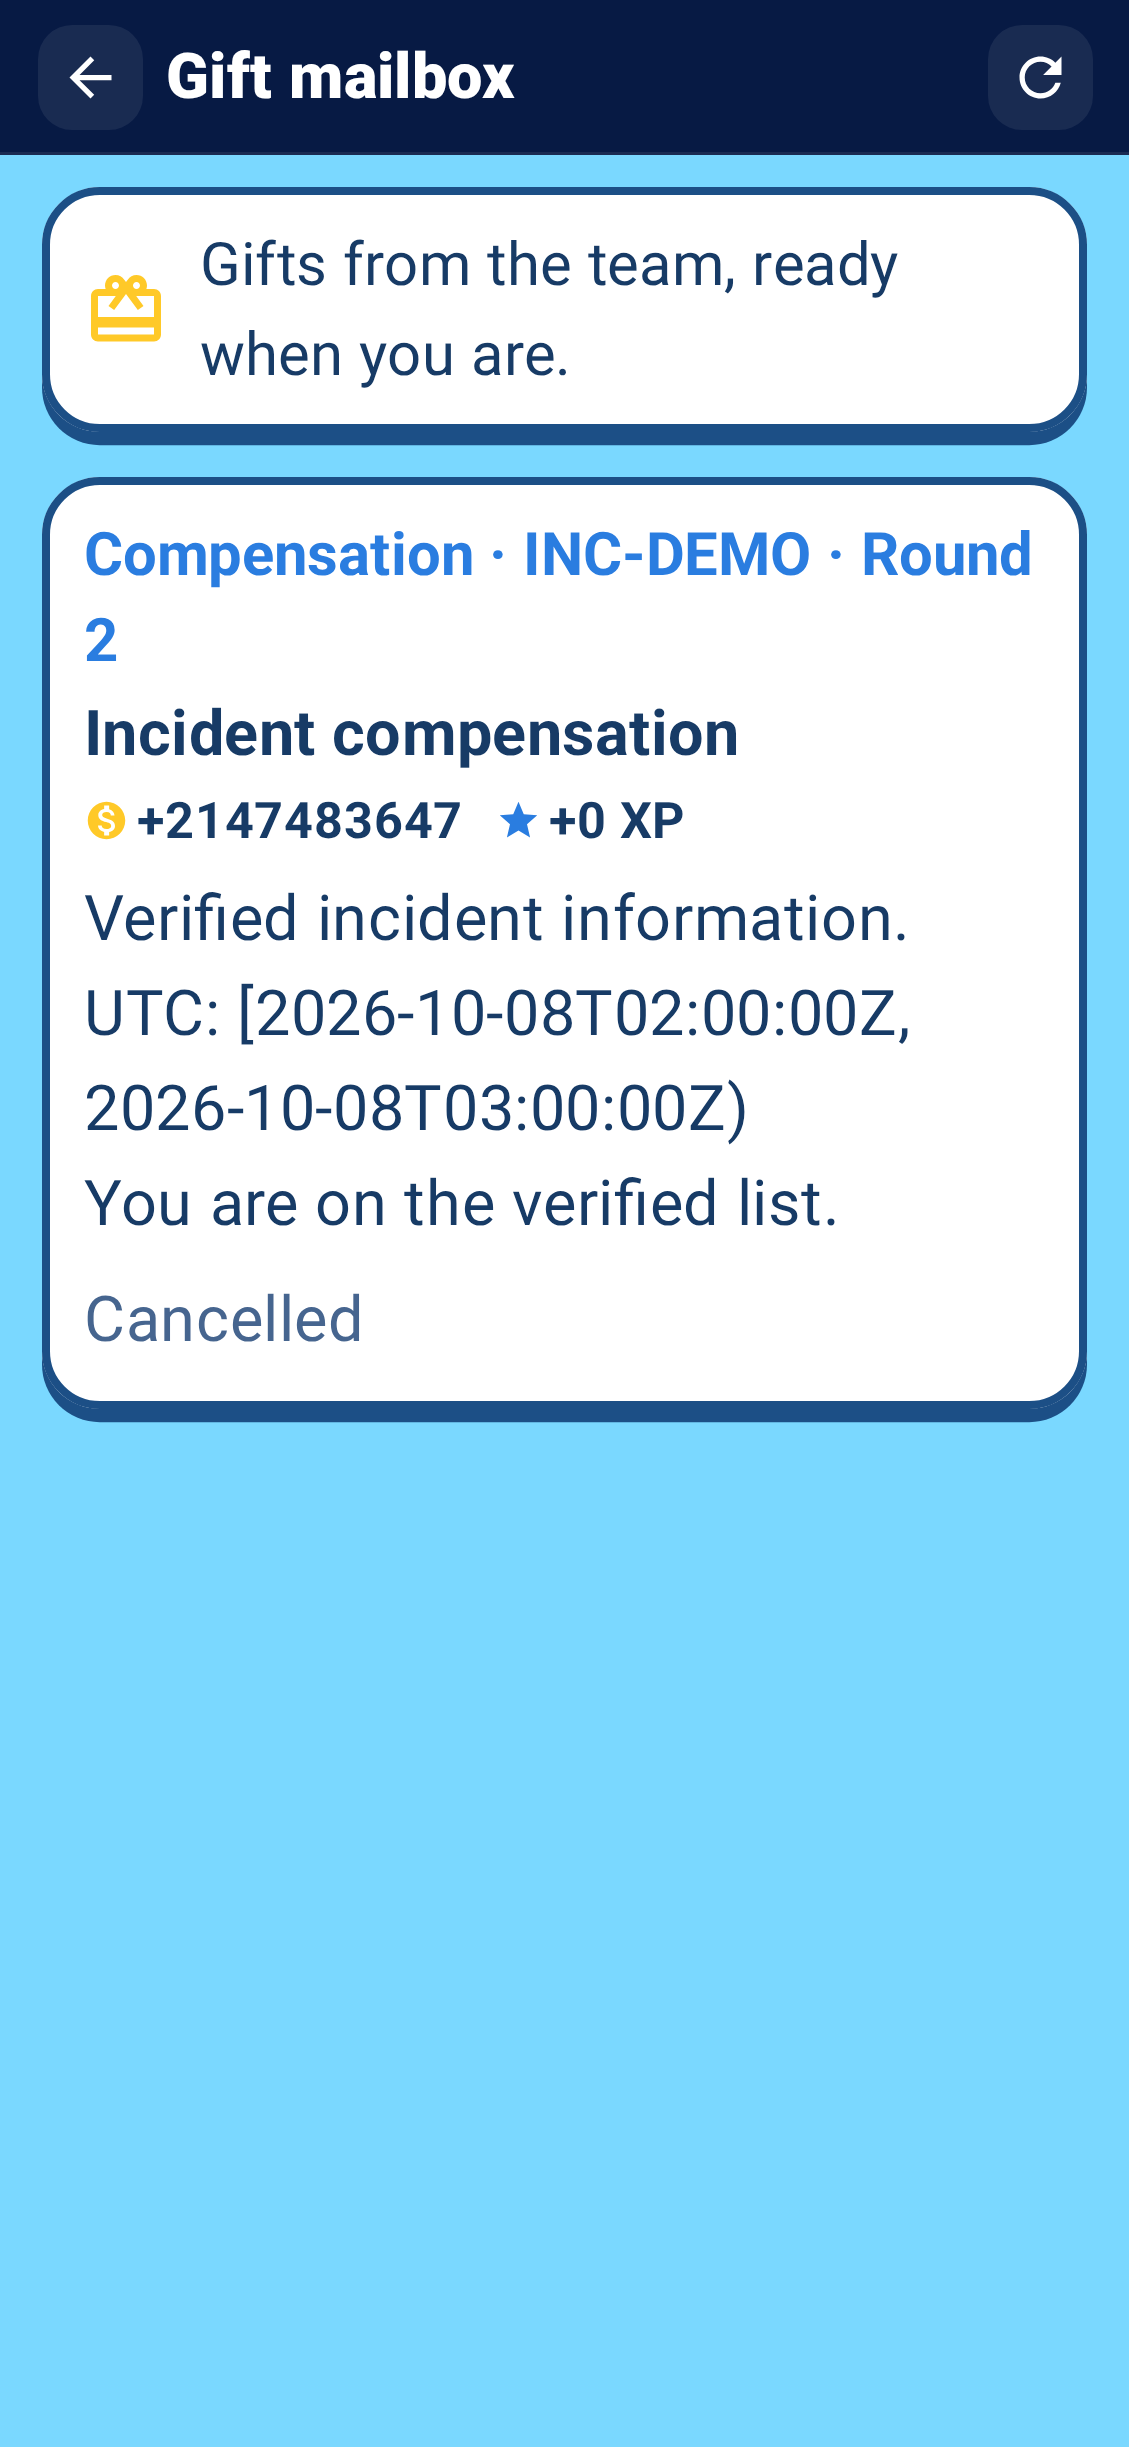 Gift mailbox
Gifts from the team, ready
when you are.
Compensation · INC-DEMO · Round
2
Incident compensation
+2147483647 +0 XP
Verified incident information.
UTC: [2026-10-08T02:00:00Z,
2026-10-08T03:00:00Z)
You are on the verified list.
Cancelled